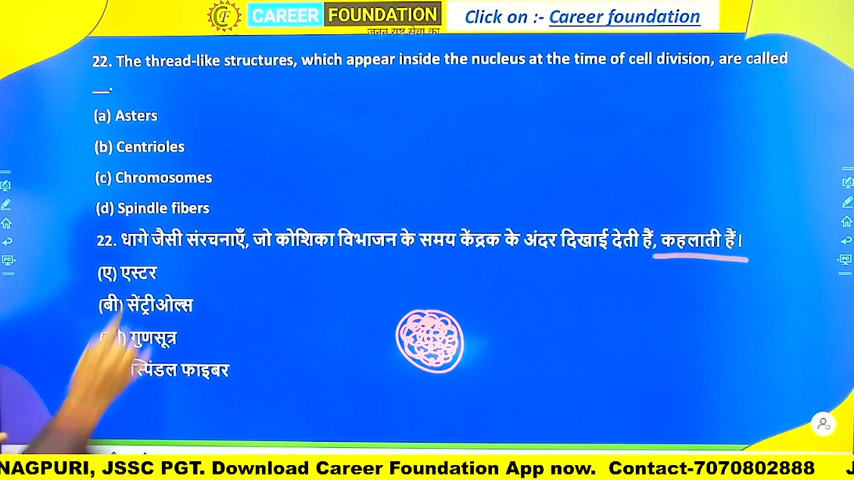 CAREER FOUNDATION
जनन राष्ट्र सेवा का
Click on :- Career foundation
22. The thread-like structures, which appear inside the nucleus at the time of cell division, are called
__.
(a) Asters
(b) Centrioles
(c) Chromosomes
(d) Spindle fibers
22. धागे जैसी संरचनाएँ, जो कोशिका विभाजन के समय केंद्रक के अंदर दिखाई देती हैं, कहलाती हैं।
(ए) एस्टर
(बी) सेंट्रीओल्स
गुणसूत्र
स्पिंडल फाइबर
NAGPURI, JSSC PGT. Download Career Foundation App now. Contact-7070802888 J